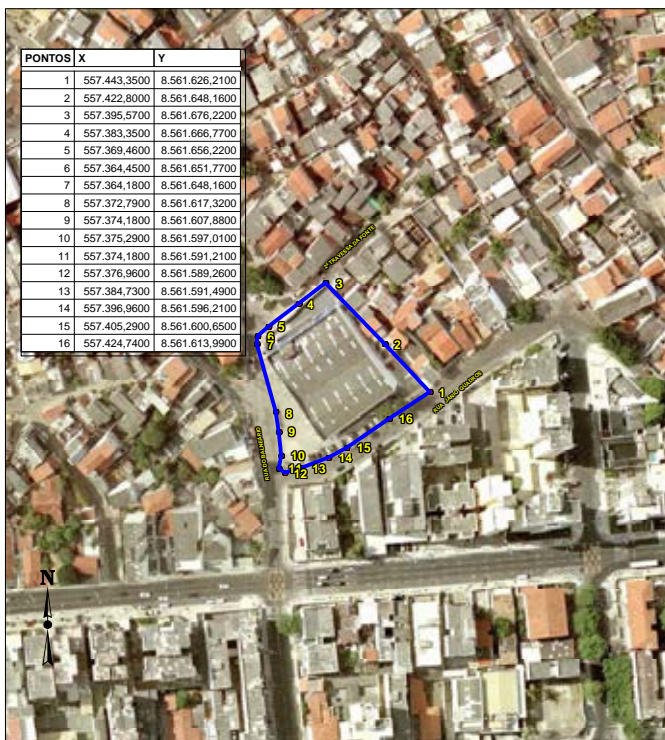 PONTOS X Y
1 557.443,3500 8.561.626,2100
2 557.422,8000 8.561.648,1600
3 557.395,5700 8.561.676,2200
4 557.383,3500 8.561.666,7700
5 557.369,4600 8.561.656,2200
6 557.364,4500 8.561.651,7700
7 557.364,1800 8.561.648,1600
8 557.372,7900 8.561.617,3200
9 557.374,1800 8.561.607,8800
10 557.375,2900 8.561.597,0100
11 557.374,1800 8.561.591,2100
12 557.376,9600 8.561.589,2600
13 557.384,7300 8.561.591,4900
14 557.396,9600 8.561.596,2100
15 557.405,2900 8.561.600,6500
16 557.424,7400 8.561.613,9900
2ª TRAVESSA DA FONTE
3
4
5
6
7
2
1
RUA JÂNIO QUADROS
16
8
9
15
14
13
10
11
12
N